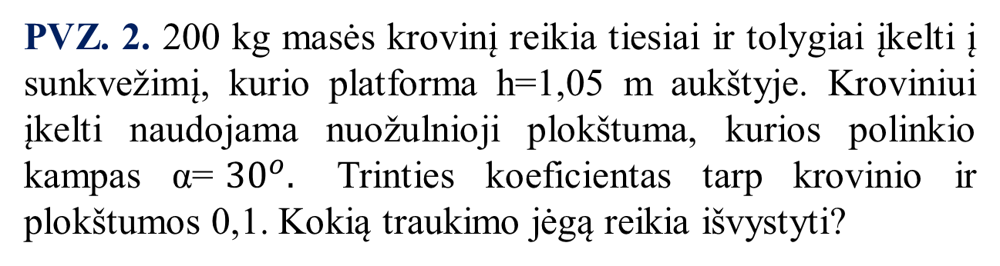 PVZ. 2. 200 kg masės krovinį reikia tiesiai ir tolygiai įkelti į
sunkvežimį, kurio platforma h=1,05 m aukštyje. Kroviniui
įkelti naudojama nuožulnioji plokštuma, kurios polinkio
kampas α= 30ᵒ. Trinties koeficientas tarp krovinio ir
plokštumos 0,1. Kokią traukimo jėgą reikia išvystyti?